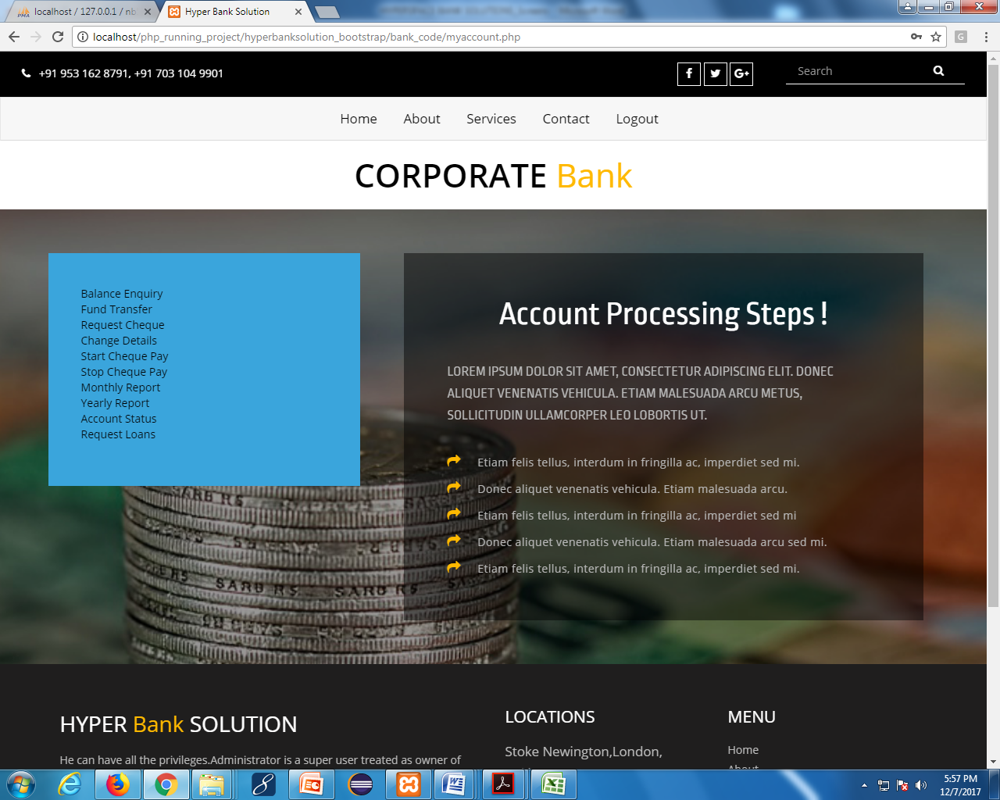 localhost / 127.0.0.1 / nb
Hyper Bank Solution
localhost/php_running_project/hyperbanksolution_bootstrap/bank_code/myaccount.php
+91 953 162 8791, +91 703 104 9901
Search
Home About Services Contact Logout
CORPORATE Bank
Balance Enquiry
Fund Transfer
Request Cheque
Change Details
Start Cheque Pay
Stop Cheque Pay
Monthly Report
Yearly Report
Account Status
Request Loans
Account Processing Steps !
LOREM IPSUM DOLOR SIT AMET, CONSECTETUR ADIPISCING ELIT. DONEC
ALIQUET VENENATIS VEHICULA. ETIAM MALESUADA ARCU METUS,
SOLLICITUDIN ULLAMCORPER LEO LOBORTIS UT.
Etiam felis tellus, interdum in fringilla ac, imperdiet sed mi.
Donec aliquet venenatis vehicula. Etiam malesuada arcu.
Etiam felis tellus, interdum in fringilla ac, imperdiet sed mi
Donec aliquet venenatis vehicula. Etiam malesuada arcu sed mi.
Etiam felis tellus, interdum in fringilla ac, imperdiet sed mi.
HYPER Bank SOLUTION
He can have all the privileges.Administrator is a super user treated as owner of
LOCATIONS
Stoke Newington,London,
MENU
Home
About
5:57 PM
12/7/2017